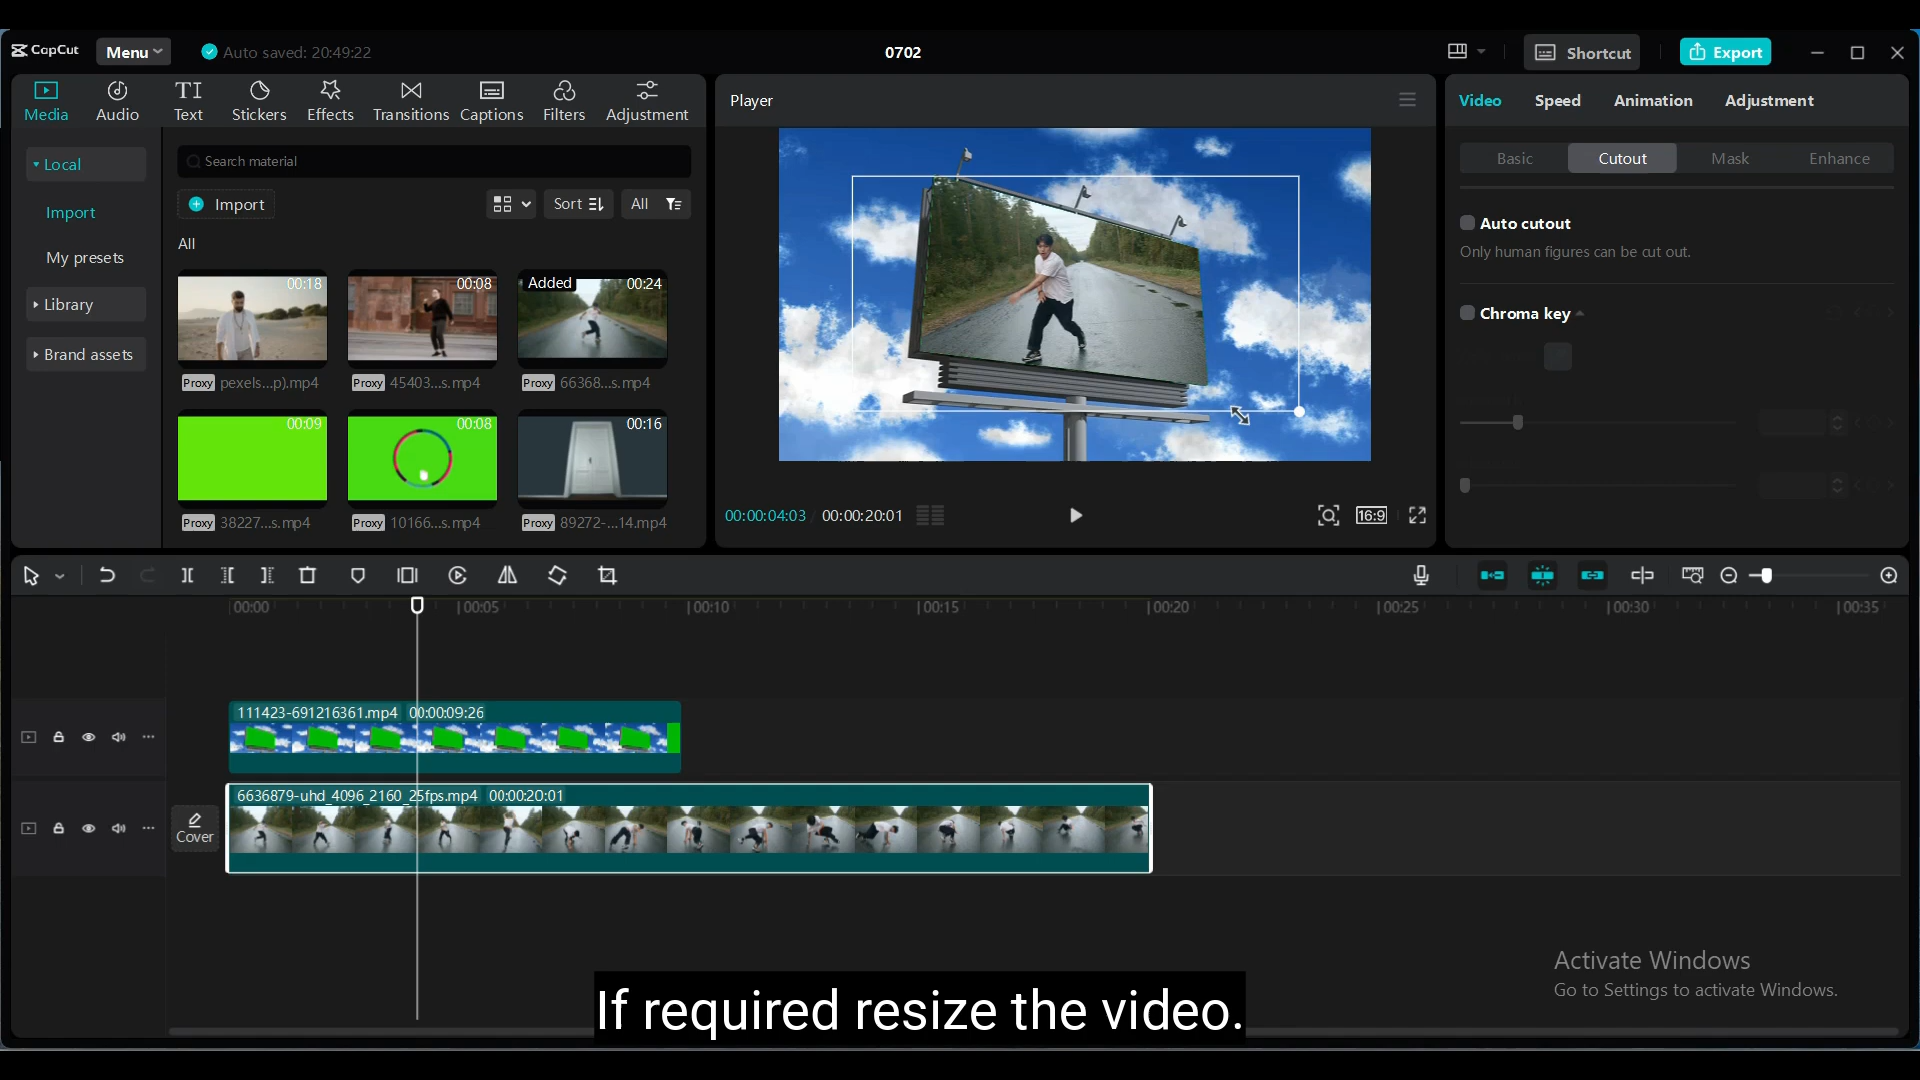 CapCut
Menu
Auto saved: 20:49:22
0702
Shortcut
Export
Media
Audio
Text
Stickers
Effects
Transitions
Captions
Filters
Adjustment
Player
Video
Speed
Animation
Adjustment
Local
Import
My presets
Library
Brand assets
Search material
Import
Sort
All
All
00:18
00:08
Added
00:24
Proxy pexels...p).mp4
Proxy 45403...s.mp4
Proxy 66368...s.mp4
00:09
00:08
00:16
Proxy 38227...s.mp4
Proxy 10166...s.mp4
Proxy 89272-...14.mp4
00:00:04:03
00:00:20:01
16:9
Basic
Cutout
Mask
Enhance
Auto cutout
Only human figures can be cut out.
Chroma key
00:00
00:05
00:10
00:15
00:20
00:25
00:30
00:35
111423-691216361.mp4 00:00:09:26
6636879-uhd_4096_2160_25fps.mp4 00:00:20:01
Cover
Activate Windows
Go to Settings to activate Windows.
If required resize the video.